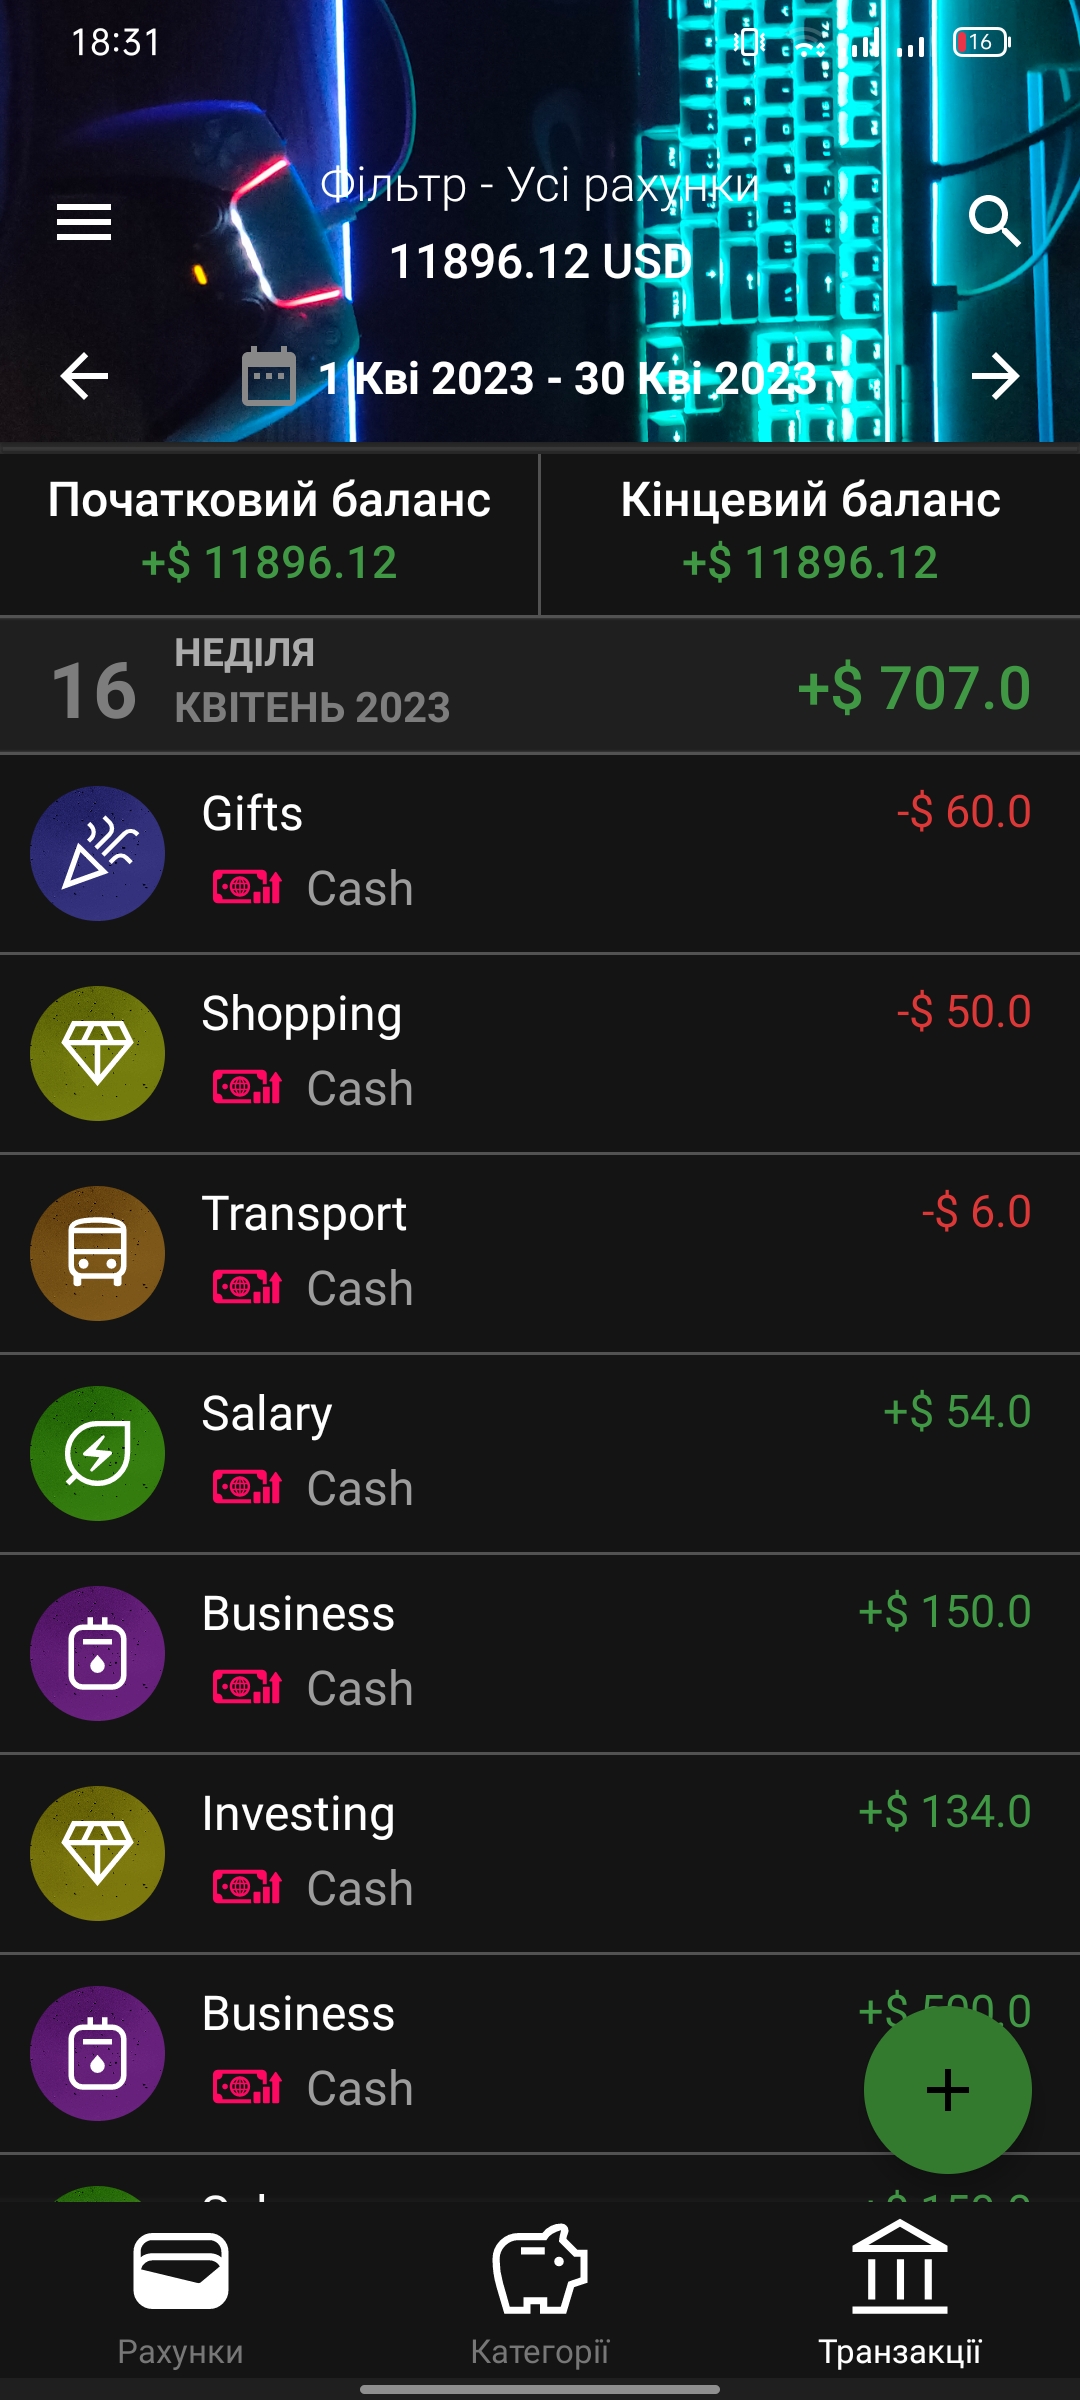 18:31
16
Фільтр - Усі рахунки
11896.12 USD
1 Кві 2023 - 30 Кві 2023
Початковий баланс
Кінцевий баланс
+$ 11896.12
+$ 11896.12
16
НЕДІЛЯ
КВІТЕНЬ 2023
+$ 707.0
Gifts
-$ 60.0
Cash
Shopping
-$ 50.0
Cash
Transport
-$ 6.0
Cash
Salary
+$ 54.0
Cash
Business
+$ 150.0
Cash
Investing
+$ 134.0
Cash
Business
Cash
Рахунки
Категорії
Транзакції